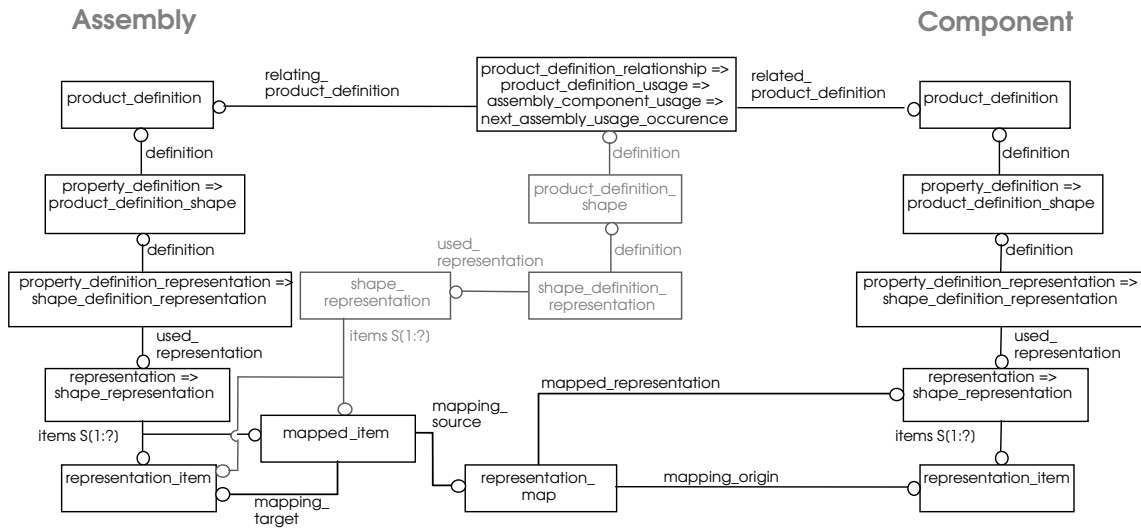 Assembly
Component
relating_
product_definition
product_definition_relationship =>
product_definition_usage =>
assembly_component_usage =>
next_assembly_usage_occurence
related_
product_definition
product_definition
product_definition
definition
definition
definition
property_definition =>
product_definition_shape
product_definition_
shape
property_definition =>
product_definition_shape
definition
definition
definition
used_
representation
property_definition_representation =>
shape_definition_representation
shape_
representation
shape_definition_
representation
property_definition_representation =>
shape_definition_representation
used_
representation
items S[1:?]
used_
representation
representation =>
shape_representation
mapped_representation
representation =>
shape_representation
items S[1:?]
mapped_item
mapping_
source
items S[1:?]
representation_item
mapping_
target
representation_
map
mapping_origin
representation_item